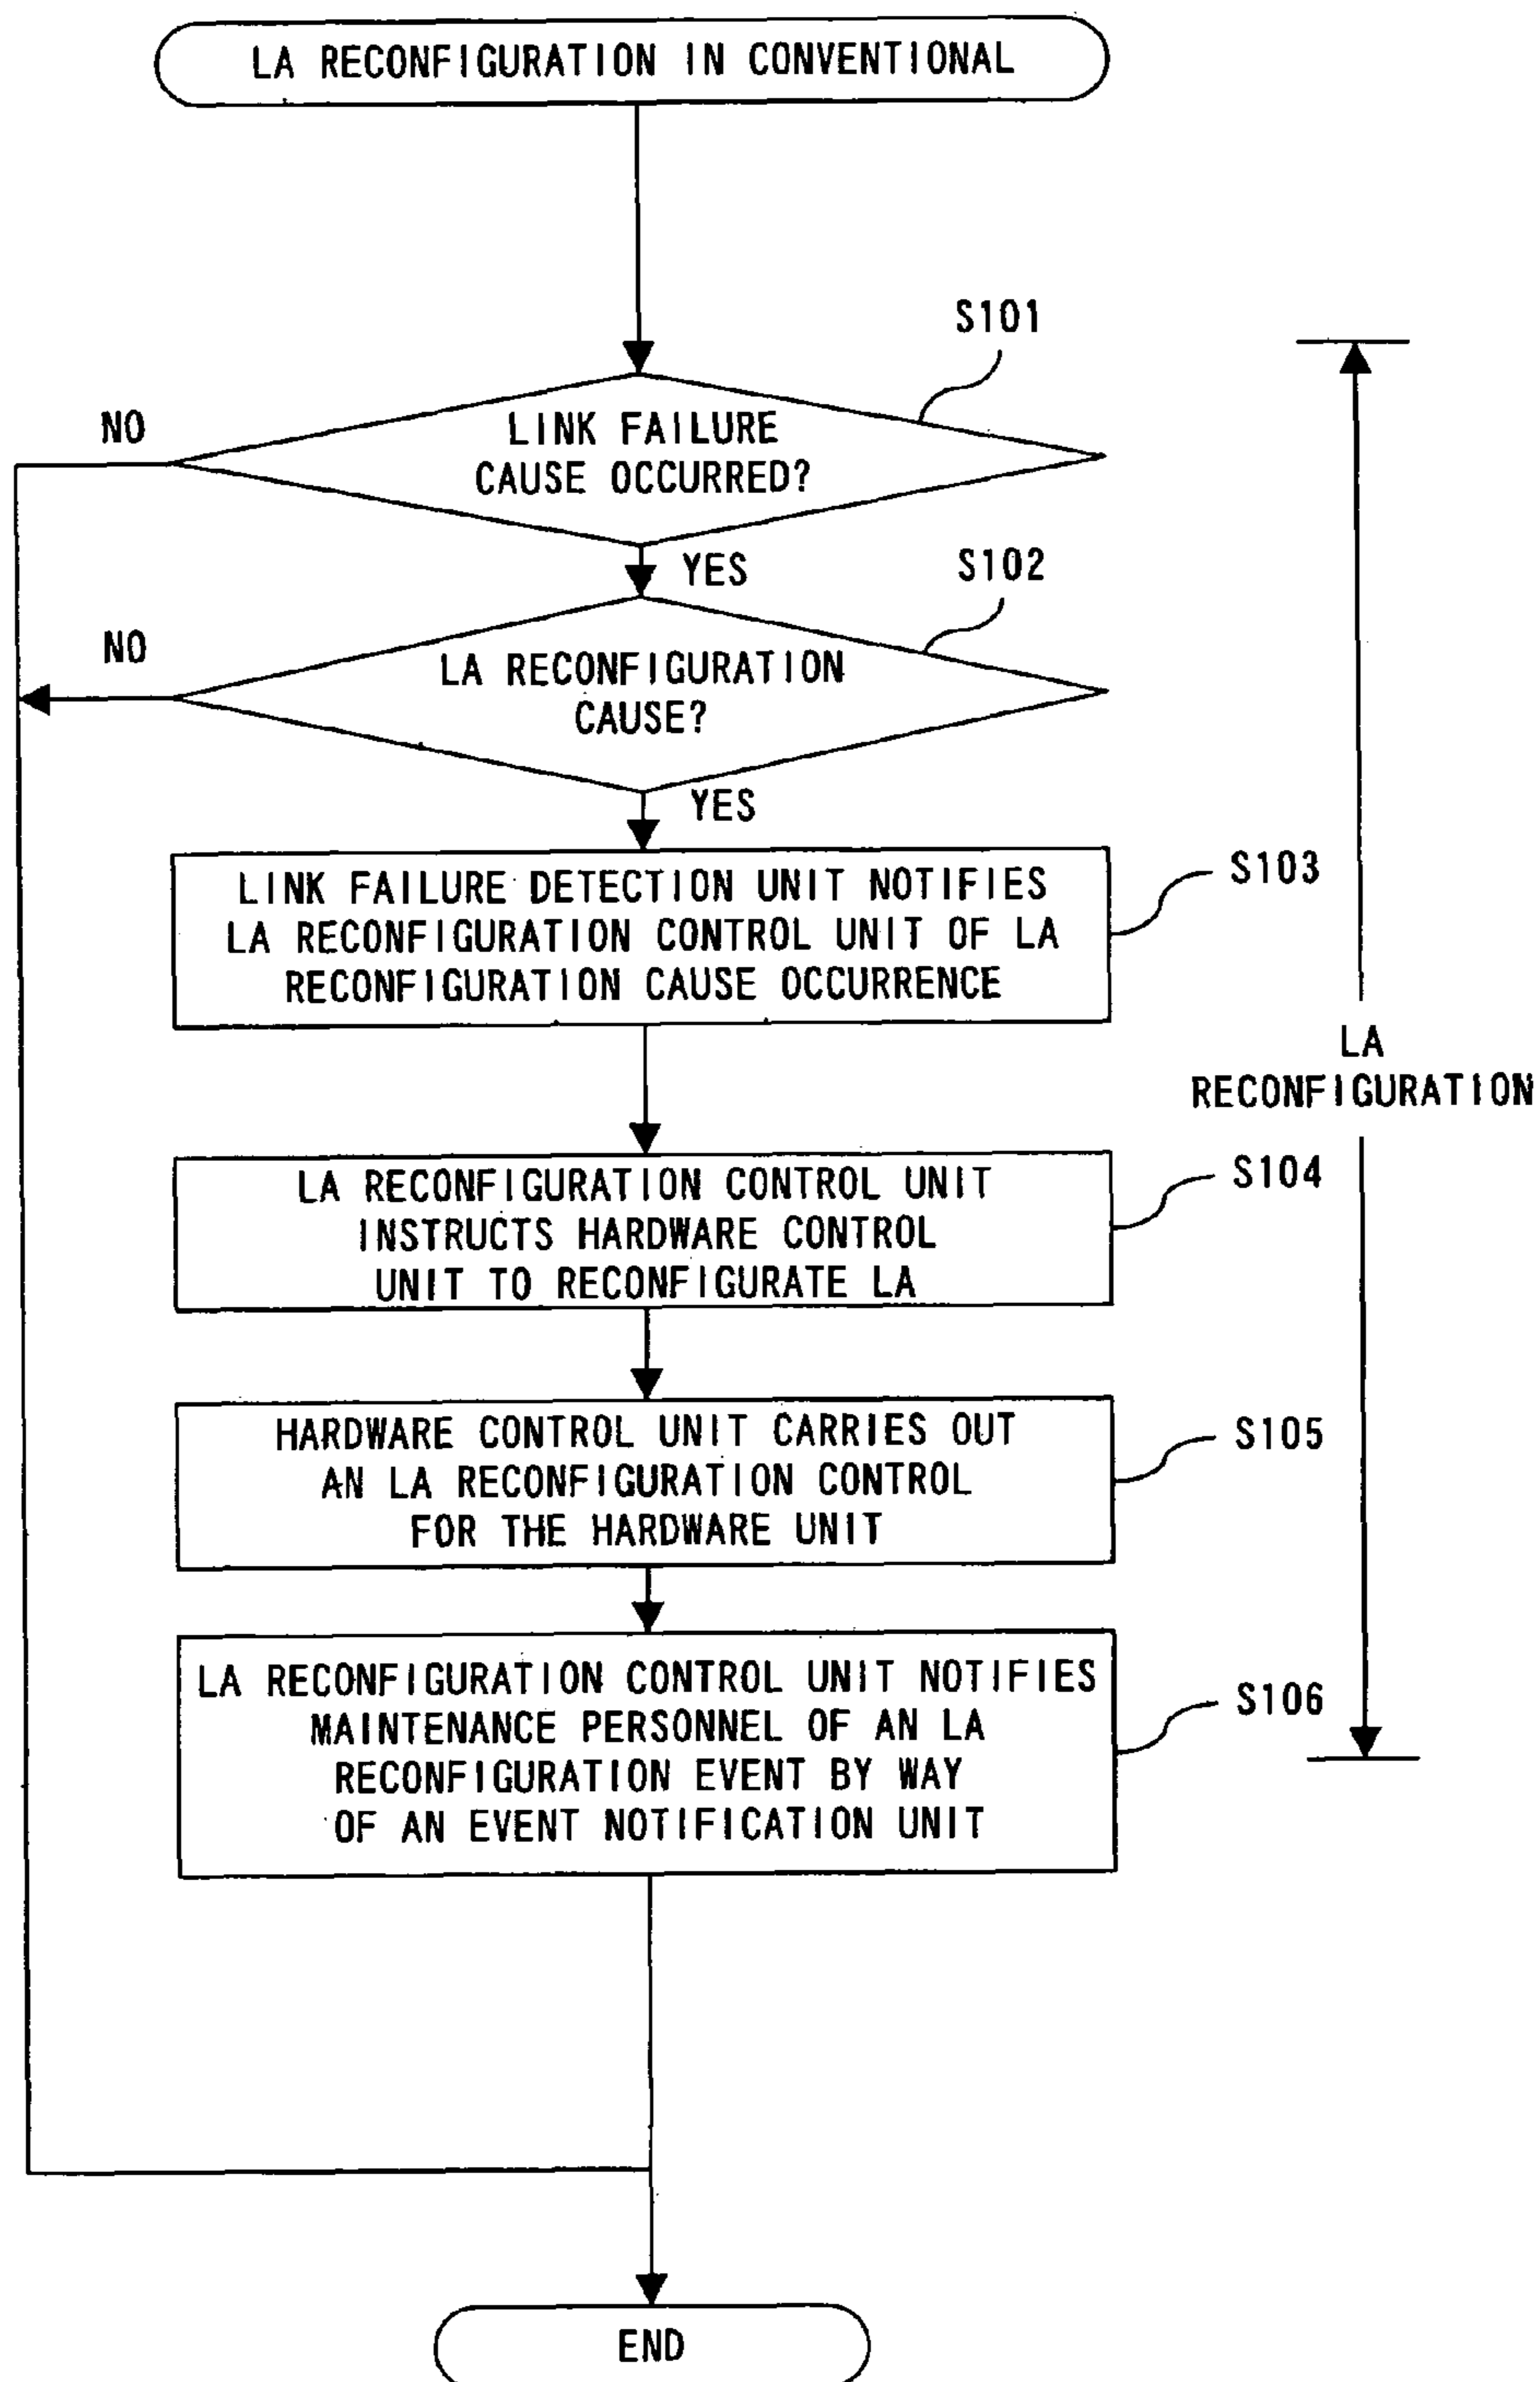 LA RECONFIGURATION IN CONVENTIONAL
S101
NO
LINK FAILURE
CAUSE OCCURRED?
YES
S102
NO
LA RECONFIGURATION
CAUSE?
YES
S103
LINK FAILURE DETECTION UNIT NOTIFIES
LA RECONFIGURATION CONTROL UNIT OF LA
RECONFIGURATION CAUSE OCCURRENCE
LA
RECONFIGURATION
S104
LA RECONFIGURATION CONTROL UNIT
INSTRUCTS HARDWARE CONTROL
UNIT TO RECONFIGURATE LA
S105
HARDWARE CONTROL UNIT CARRIES OUT
AN LA RECONFIGURATION CONTROL
FOR THE HARDWARE UNIT
S106
LA RECONFIGURATION CONTROL UNIT NOTIFIES
MAINTENANCE PERSONNEL OF AN LA
RECONFIGURATION EVENT BY WAY
OF AN EVENT NOTIFICATION UNIT
END